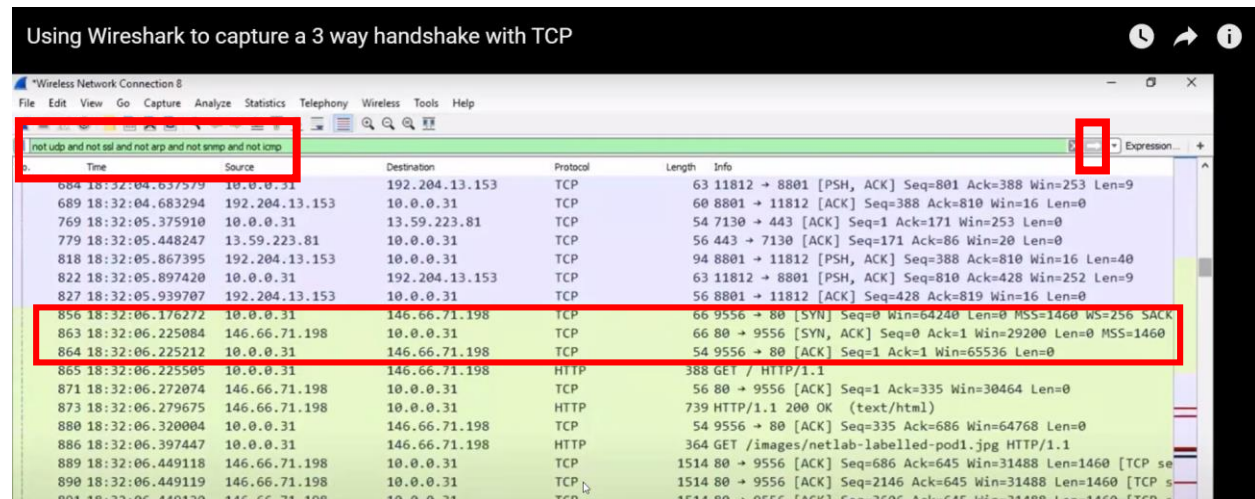 Using Wireshark to capture a 3 way handshake with TCP
*Wireless Network Connection 8
File Edit View Go Capture Analyze Statistics Telephony Wireless Tools Help
not udp and not ssl and not arp and not snmp and not icmp Expression... +
Time Source Destination Protocol Length Info
684 18:32:04.637579 10.0.0.31 192.204.13.153 TCP 63 11812 → 8801 [PSH, ACK] Seq=801 Ack=388 Win=253 Len=9
689 18:32:04.683294 192.204.13.153 10.0.0.31 TCP 60 8801 → 11812 [ACK] Seq=388 Ack=810 Win=16 Len=0
769 18:32:05.375910 10.0.0.31 13.59.223.81 TCP 54 7130 → 443 [ACK] Seq=1 Ack=171 Win=253 Len=0
779 18:32:05.448247 13.59.223.81 10.0.0.31 TCP 56 443 → 7130 [ACK] Seq=171 Ack=86 Win=20 Len=0
818 18:32:05.867395 192.204.13.153 10.0.0.31 TCP 94 8801 → 11812 [PSH, ACK] Seq=388 Ack=810 Win=16 Len=40
822 18:32:05.897420 10.0.0.31 192.204.13.153 TCP 63 11812 → 8801 [PSH, ACK] Seq=810 Ack=428 Win=252 Len=9
827 18:32:05.939707 192.204.13.153 10.0.0.31 TCP 56 8801 → 11812 [ACK] Seq=428 Ack=819 Win=16 Len=0
856 18:32:06.176272 10.0.0.31 146.66.71.198 TCP 66 9556 → 80 [SYN] Seq=0 Win=64240 Len=0 MSS=1460 WS=256 SACK
863 18:32:06.225084 146.66.71.198 10.0.0.31 TCP 66 80 → 9556 [SYN, ACK] Seq=0 Ack=1 Win=29200 Len=0 MSS=1460
864 18:32:06.225212 10.0.0.31 146.66.71.198 TCP 54 9556 → 80 [ACK] Seq=1 Ack=1 Win=65536 Len=0
865 18:32:06.225505 10.0.0.31 146.66.71.198 HTTP 388 GET / HTTP/1.1
871 18:32:06.272074 146.66.71.198 10.0.0.31 TCP 56 80 → 9556 [ACK] Seq=1 Ack=335 Win=30464 Len=0
873 18:32:06.279675 146.66.71.198 10.0.0.31 HTTP 739 HTTP/1.1 200 OK (text/html)
880 18:32:06.320004 10.0.0.31 146.66.71.198 TCP 54 9556 → 80 [ACK] Seq=335 Ack=686 Win=64768 Len=0
886 18:32:06.397447 10.0.0.31 146.66.71.198 HTTP 364 GET /images/netlab-labelled-pod1.jpg HTTP/1.1
889 18:32:06.449118 146.66.71.198 10.0.0.31 TCP 1514 80 → 9556 [ACK] Seq=686 Ack=645 Win=31488 Len=1460 [TCP se
890 18:32:06.449119 146.66.71.198 10.0.0.31 TCP 1514 80 → 9556 [ACK] Seq=2146 Ack=645 Win=31488 Len=1460 [TCP s